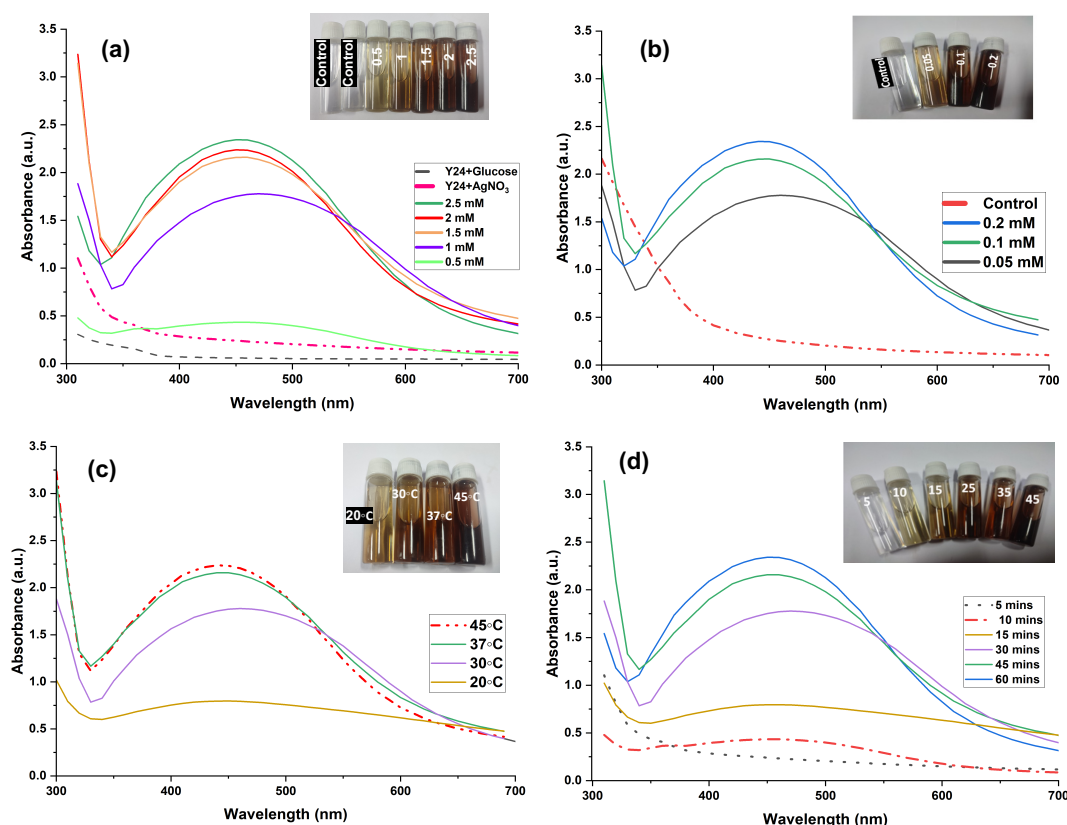 (a)
Control
Control
0.5
1
1.5
2
2.5
3.5
3.0
2.5
2.0
1.5
1.0
0.5
0.0
Absorbance (a.u.)
300 400 500 600 700
Wavelength (nm)
Y24+Glucose
Y24+AgNO₃
2.5 mM
2 mM
1.5 mM
1 mM
0.5 mM
(b)
Control
0.05
0.1
0.2
3.5
3.0
2.5
2.0
1.5
1.0
0.5
0.0
Absorbance (a.u.)
300 400 500 600 700
Wavelength (nm)
Control
0.2 mM
0.1 mM
0.05 mM
(c)
20°C
30°C
37°C
45°C
3.5
3.0
2.5
2.0
1.5
1.0
0.5
0.0
Absorbance (a.u.)
300 400 500 600 700
Wavelength (nm)
45°C
37°C
30°C
20°C
(d)
5
10
15
25
35
45
3.5
3.0
2.5
2.0
1.5
1.0
0.5
0.0
Absorbance (a.u.)
300 400 500 600 700
Wavelength (nm)
5 mins
10 mins
15 mins
30 mins
45 mins
60 mins